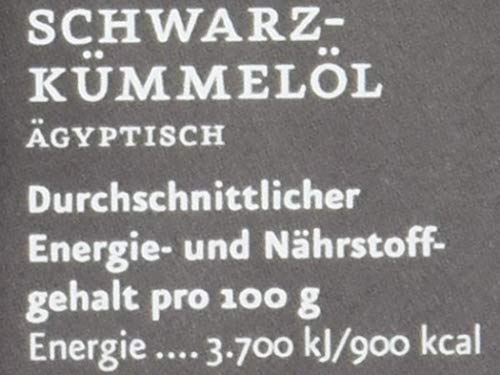 SCHWARZ-
KÜMMELÖL
ÄGYPTISCH
Durchschnittlicher
Energie- und Nährstoff-
gehalt pro 100 g
Energie .... 3.700 kJ/900 kcal